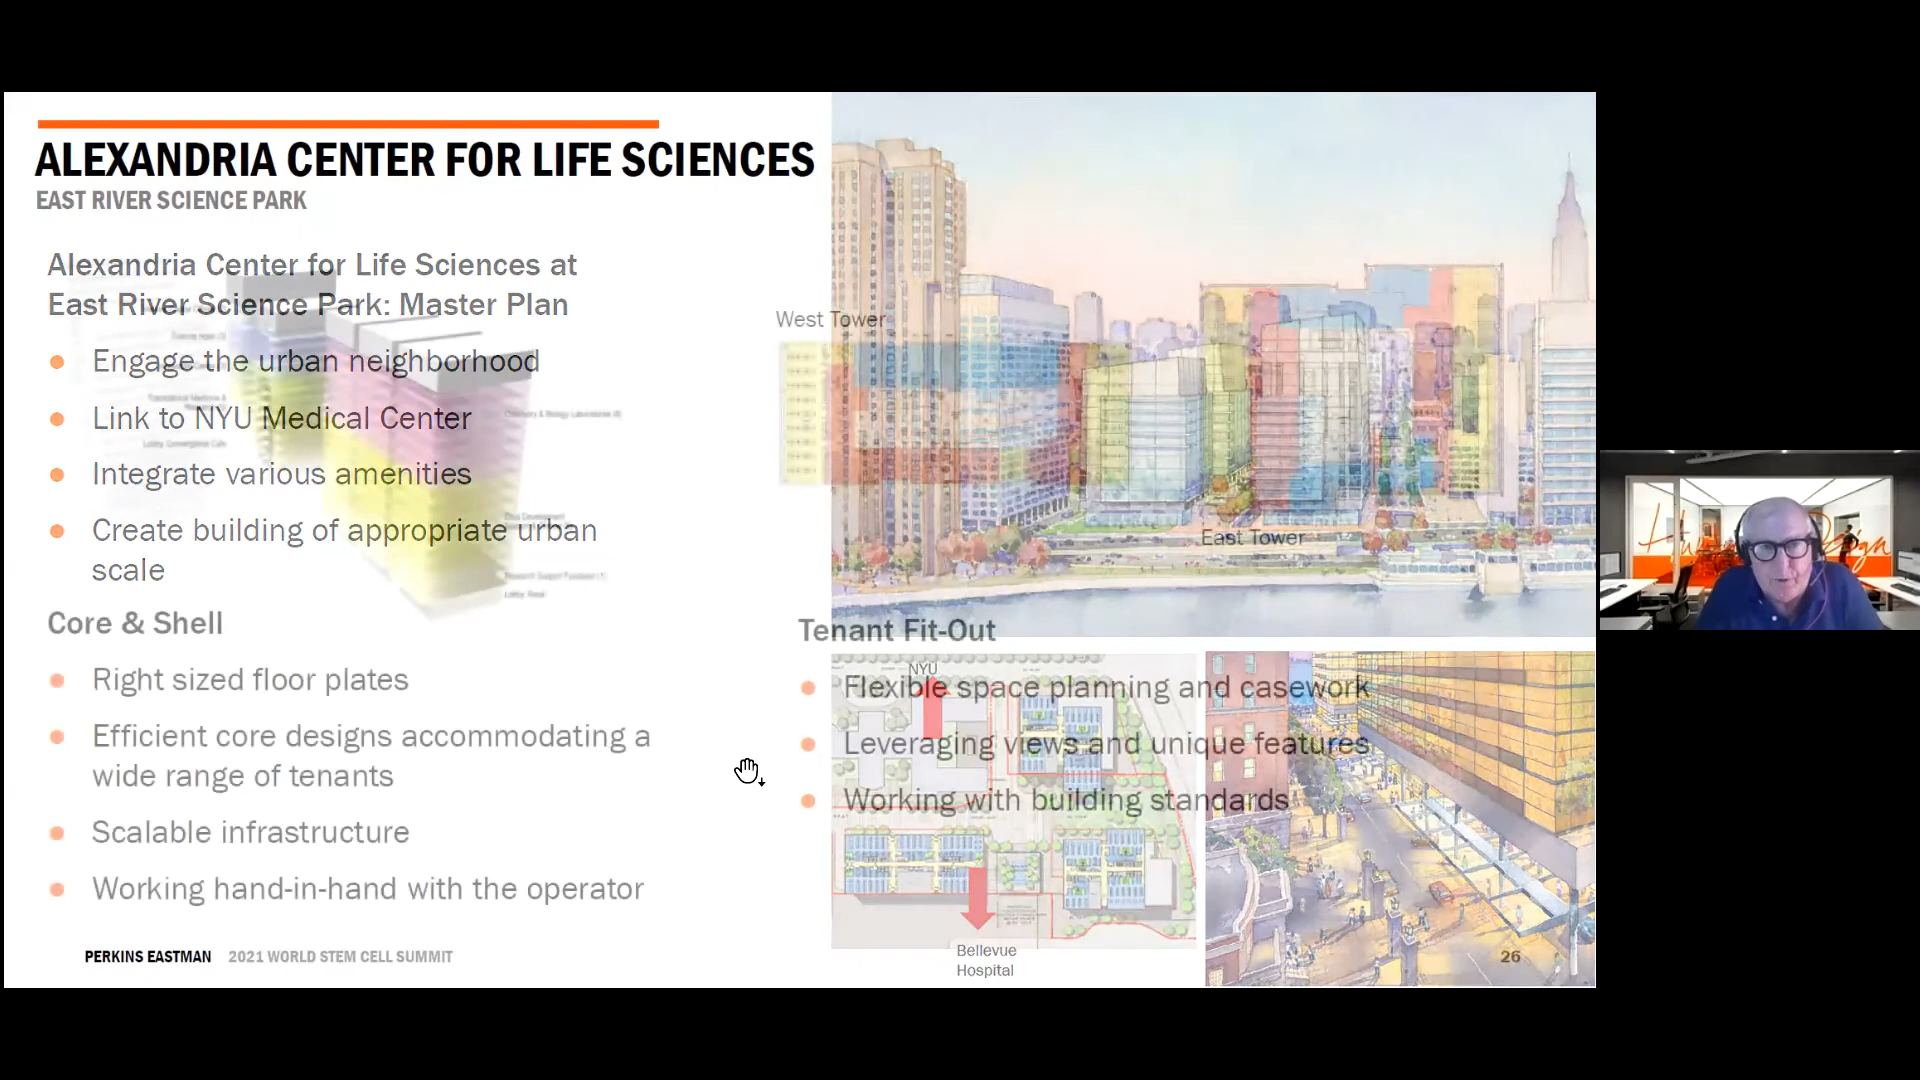 ALEXANDRIA CENTER FOR LIFE SCIENCES
EAST RIVER SCIENCE PARK
Alexandria Center for Life Sciences at
East River Science Park: Master Plan
Engage the urban neighborhood
Link to NYU Medical Center
Integrate various amenities
Create building of appropriate urban
scale
Core & Shell
Right sized floor plates
Efficient core designs accommodating a
wide range of tenants
Scalable infrastructure
Working hand-in-hand with the operator
West Tower
East Tower
Tenant Fit-Out
NYU
Flexible space planning and casework
Leveraging views and unique features
Working with building standards
Bellevue
Hospital
PERKINS EASTMAN 2021 WORLD STEM CELL SUMMIT
26